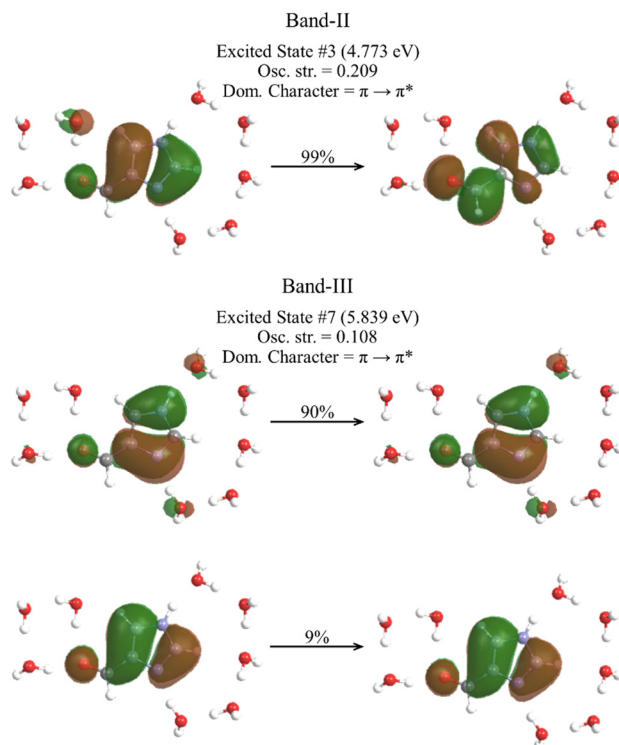 Band-II
Excited State #3 (4.773 eV)
Osc. str. = 0.209
Dom. Character = π → π*
99%
Band-III
Excited State #7 (5.839 eV)
Osc. str. = 0.108
Dom. Character = π → π*
90%
9%